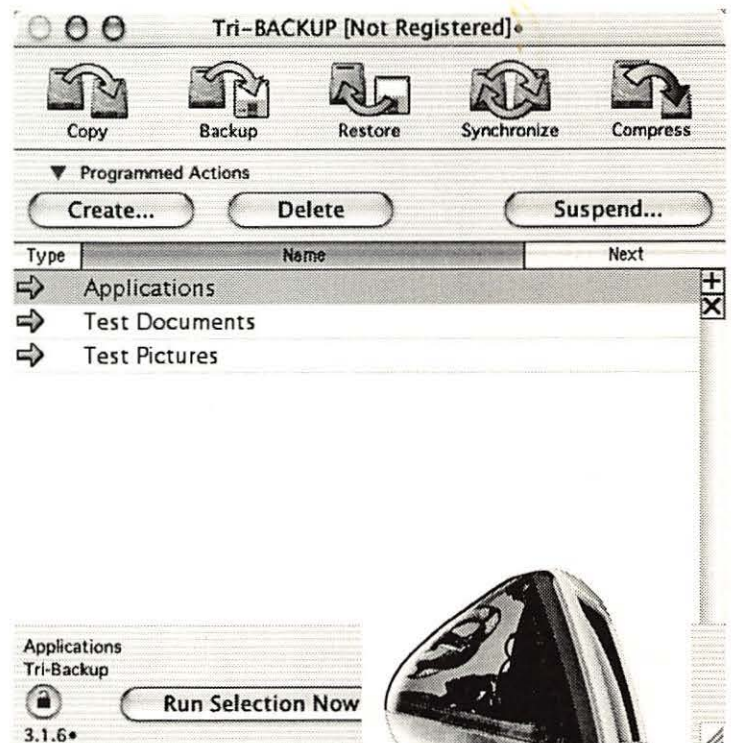 Tri-BACKUP [Not Registered]•
Copy Backup Restore Synchronize Compress
▼ Programmed Actions
Create... Delete Suspend...
Type Name Next
Applications
Test Documents
Test Pictures
Applications
Tri-Backup
Run Selection Now
3.1.6•